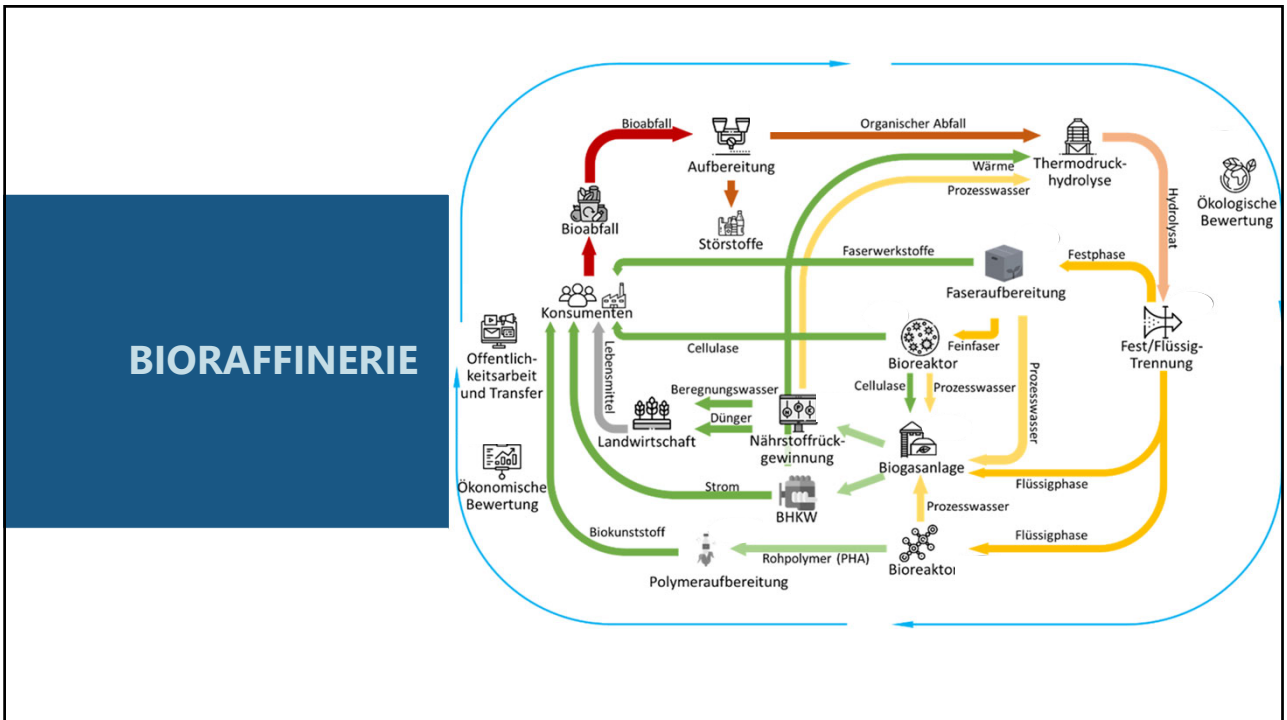 BIORAFFINERIE
Bioabfall
Organischer Abfall
Aufbereitung
Wärme
Thermodruck-
hydrolyse
Prozesswasser
Hydrolysat
Ökologische
Bewertung
Bioabfall
Störstoffe
Faserwerkstoffe
Festphase
Faseraufbereitung
Konsumenten
Öffentlich-
keitsarbeit
und Transfer
Lebensmittel
Cellulase
Bioreaktor
Feinfaser
Fest/Flüssig-
Trennung
Cellulase
Prozesswasser
Prozesswasser
Beregnungswasser
Dünger
Landwirtschaft
Nährstoffrück-
gewinnung
Biogasanlage
Ökonomische
Bewertung
Strom
BHKW
Flüssigphase
Prozesswasser
Biokunststoff
Rohpolymer (PHA)
Flüssigphase
Bioreaktor
Polymeraufbereitung